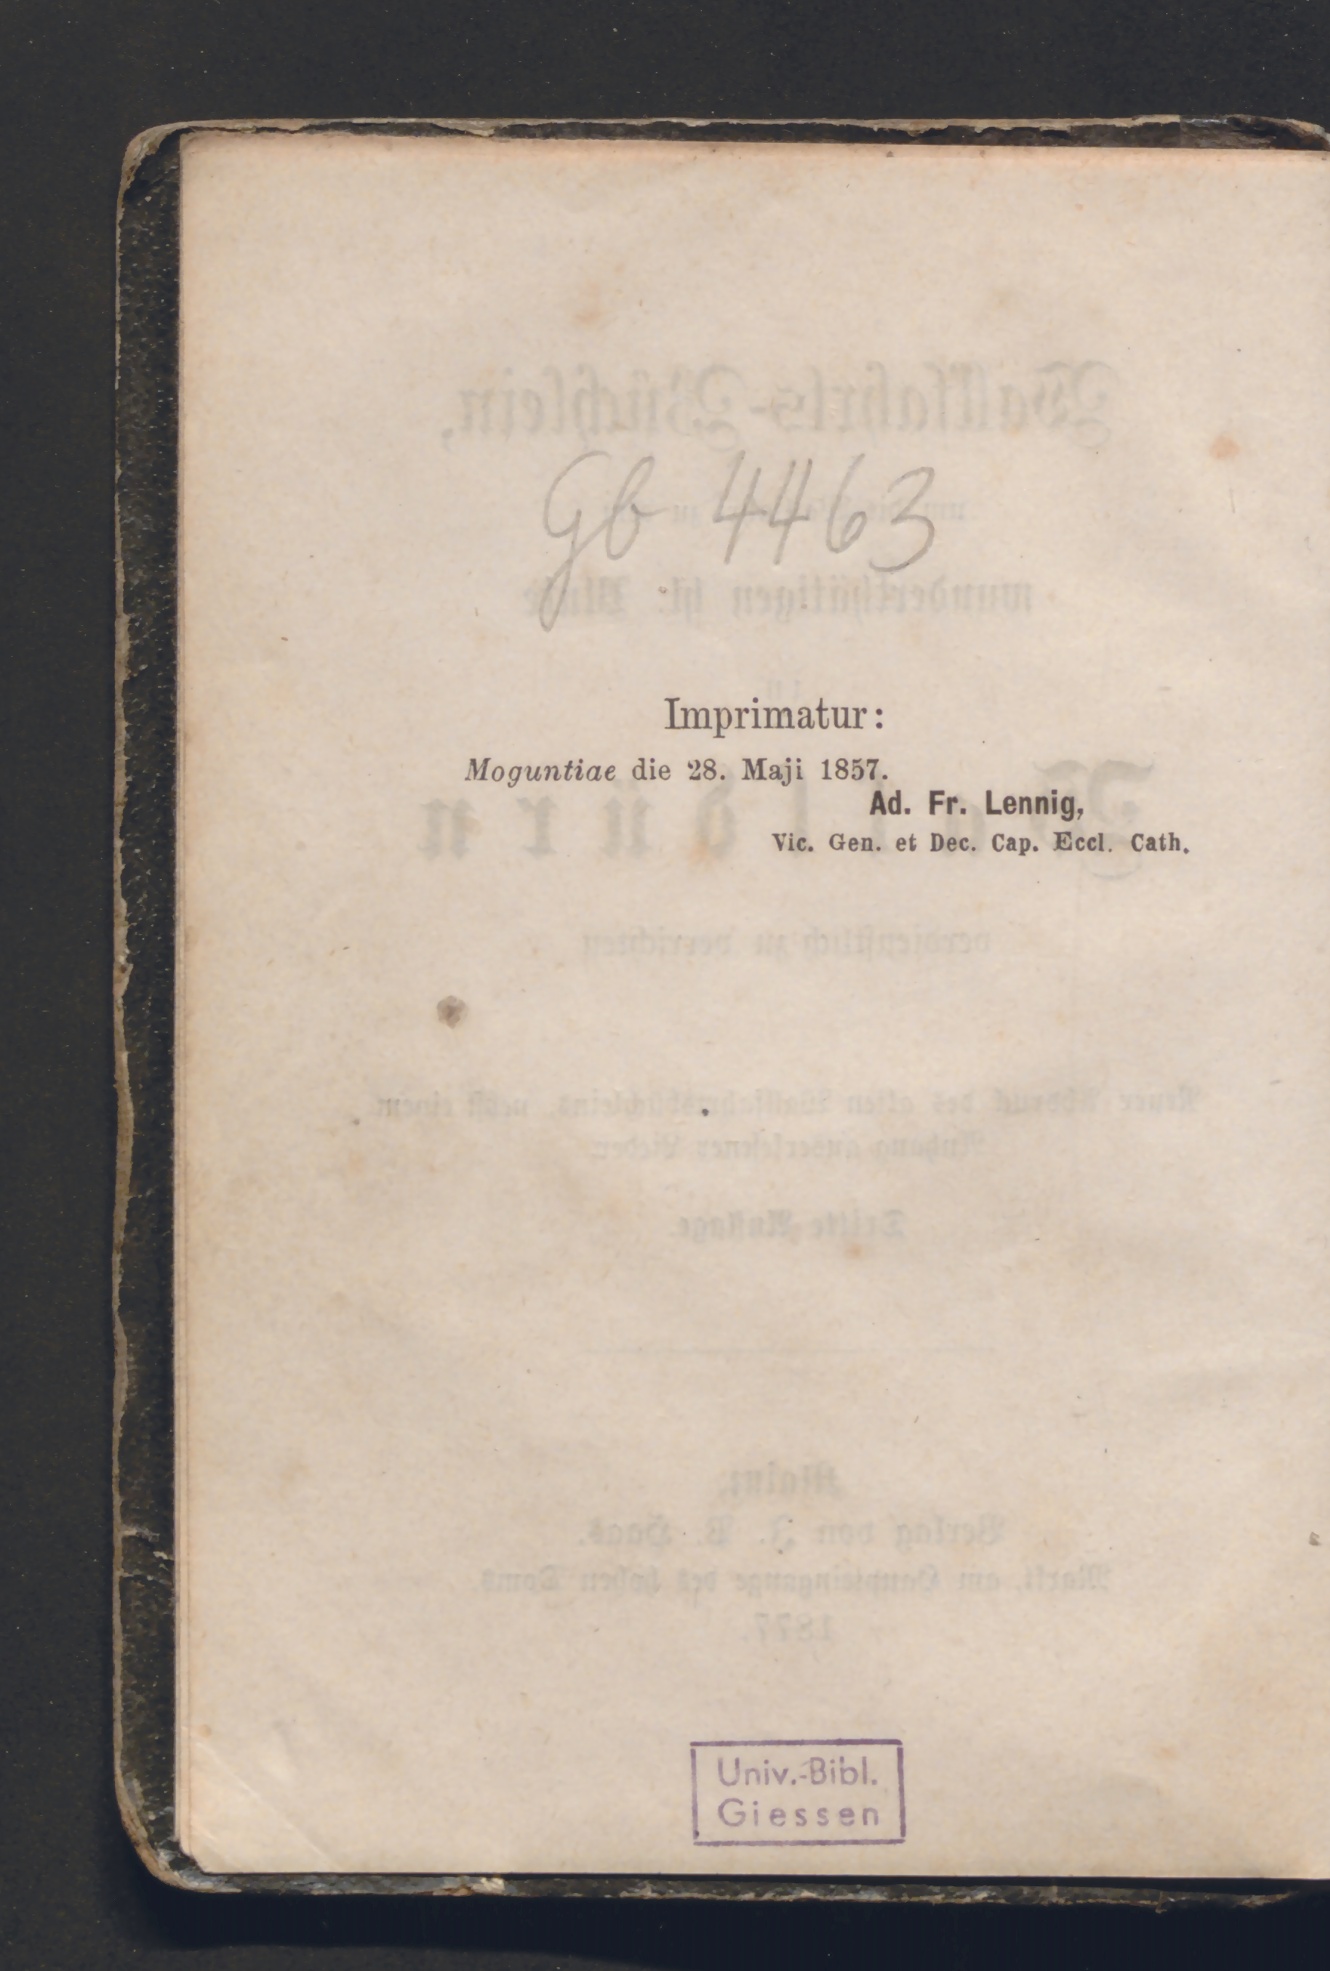 Gb 4463
Imprimatur:
Moguntiae die 28. Maji 1857.
Ad. Fr. Lennig,
Vic. Gen. et Dec. Cap. Eccl. Cath.
Univ.-Bibl.
Giessen